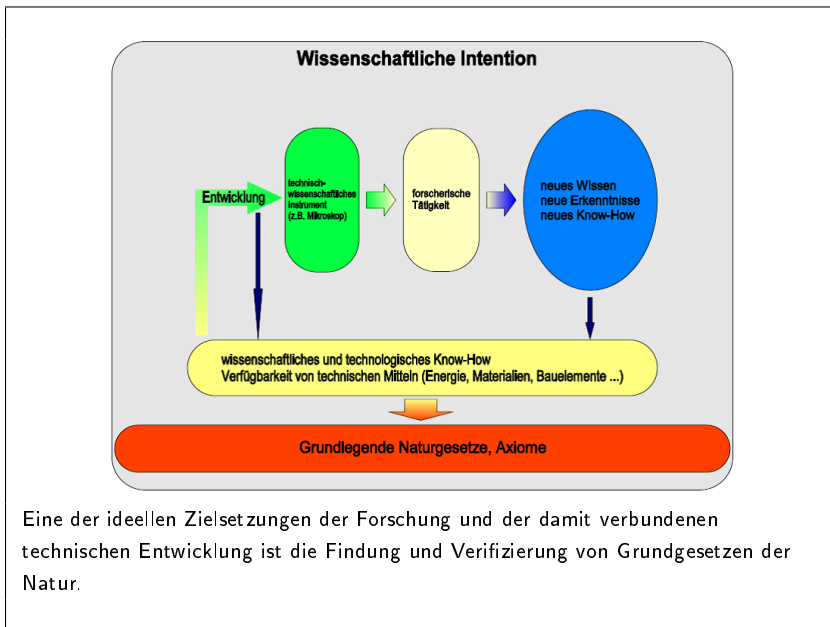 Wissenschaftliche Intention
Entwicklung
technisch-
wissenschaftliches
Instrument
(z.B. Mikroskop)
forscherische
Tätigkeit
neues Wissen
neue Erkenntnisse
neues Know-How
wissenschaftliches und technologisches Know-How
Verfügbarkeit von technischen Mitteln (Energie, Materialien, Bauelemente ...)
Grundlegende Naturgesetze, Axiome
Eine der ideellen Zielsetzungen der Forschung und der damit verbundenen
technischen Entwicklung ist die Findung und Verifizierung von Grundgesetzen der
Natur.